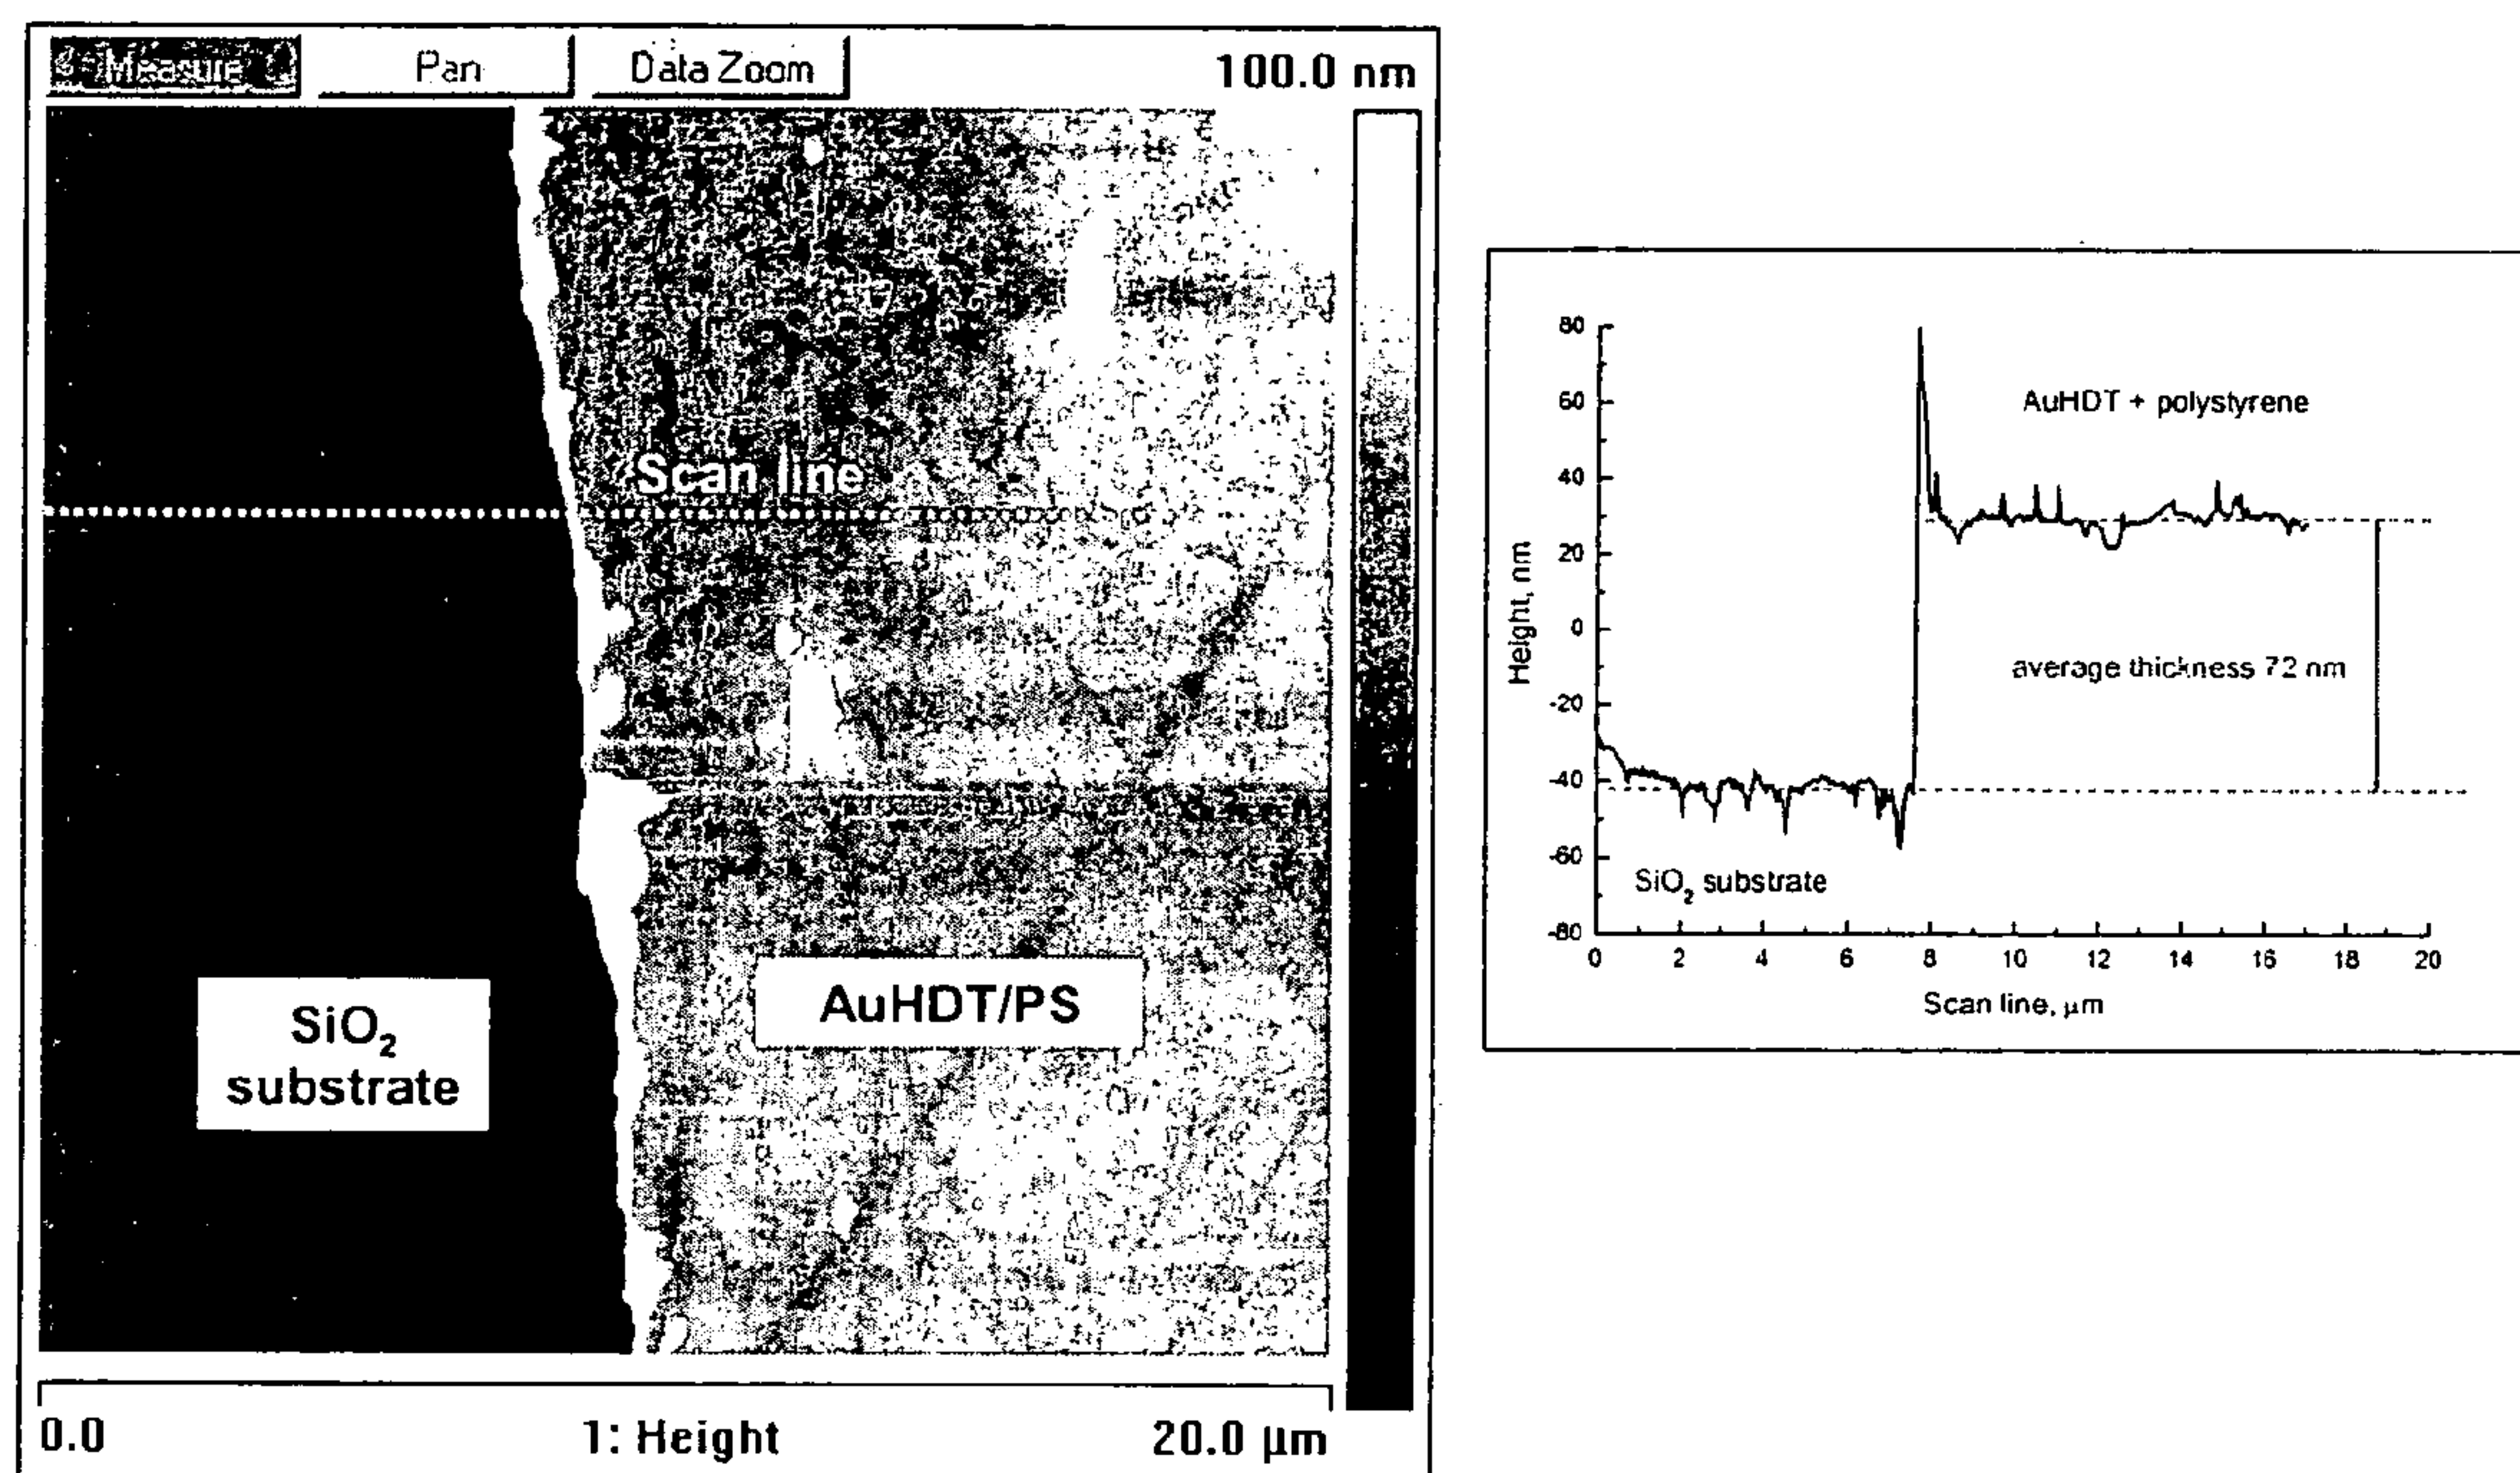 Measure
Pan
Data Zoom
100.0 nm
Scan line
SiO₂
substrate
AuHDT/PS
0.0
1: Height
20.0 µm
80
60
40
20
0
-20
-40
-60
-80
Height, nm
AuHDT + polystyrene
average thickness 72 nm
SiO₂ substrate
0 2 4 6 8 10 12 14 16 18 20
Scan line, µm